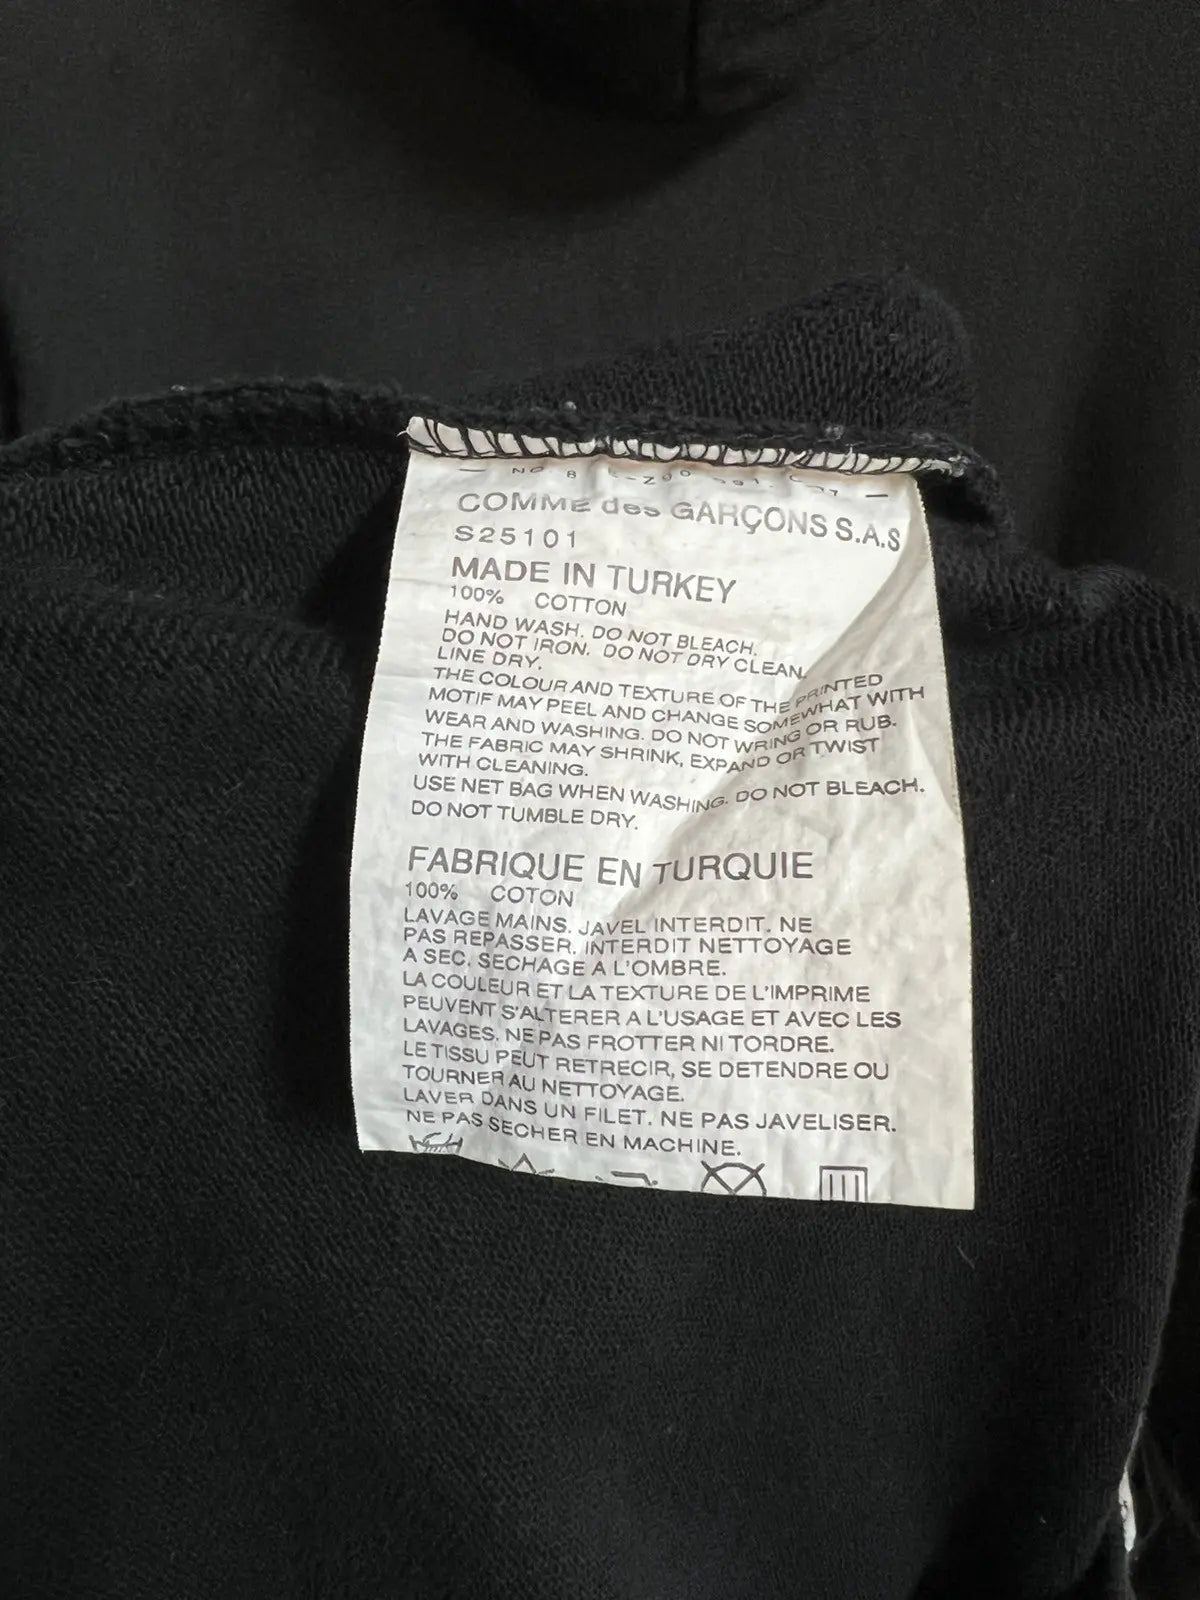 COMME des GARÇONS S.A.S
S25101
MADE IN TURKEY
100% COTTON
HAND WASH. DO NOT BLEACH.
DO NOT IRON. DO NOT DRY CLEAN.
LINE DRY.
THE COLOUR AND TEXTURE OF THE PRINTED
MOTIF MAY PEEL AND CHANGE SOMEWHAT WITH
WEAR AND WASHING. DO NOT WRING OR RUB.
THE FABRIC MAY SHRINK, EXPAND OR TWIST
WITH CLEANING.
USE NET BAG WHEN WASHING. DO NOT BLEACH.
DO NOT TUMBLE DRY.
FABRIQUE EN TURQUIE
100% COTON
LAVAGE MAINS. JAVEL INTERDIT. NE
PAS REPASSER. INTERDIT NETTOYAGE
A SEC. SECHAGE A L'OMBRE.
LA COULEUR ET LA TEXTURE DE L'IMPRIME
PEUVENT S'ALTERER A L'USAGE ET AVEC LES
LAVAGES. NE PAS FROTTER NI TORDRE.
LE TISSU PEUT RETRECIR, SE DETENDRE OU
TOURNER AU NETTOYAGE.
LAVER DANS UN FILET. NE PAS JAVELISER.
NE PAS SECHER EN MACHINE.